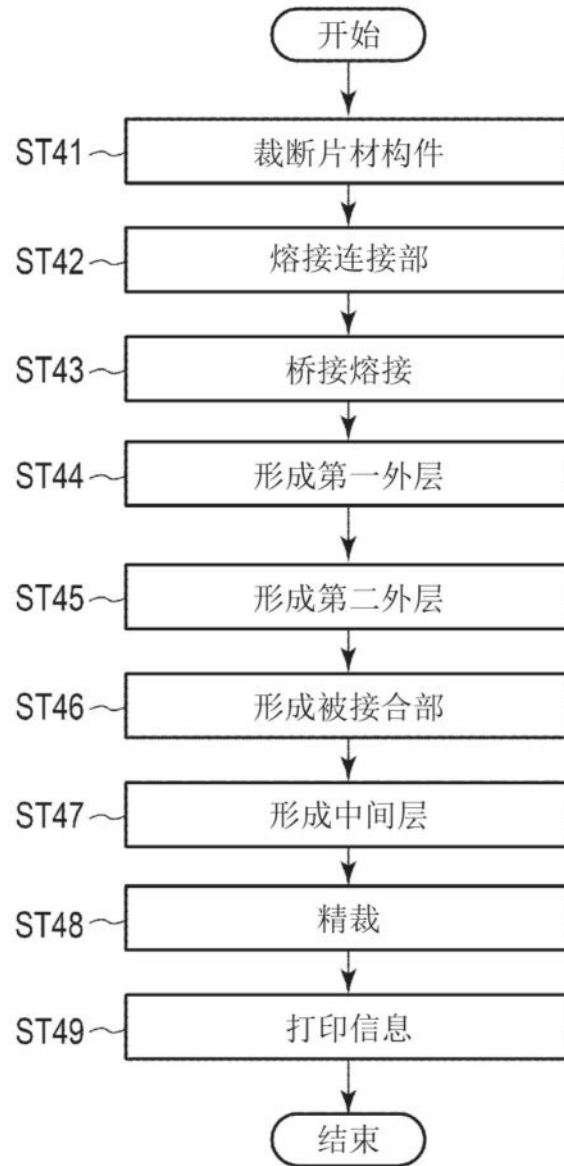 开始
ST41 裁断片材构件
ST42 熔接连接部
ST43 桥接熔接
ST44 形成第一外层
ST45 形成第二外层
ST46 形成被接合部
ST47 形成中间层
ST48 精裁
ST49 打印信息
结束